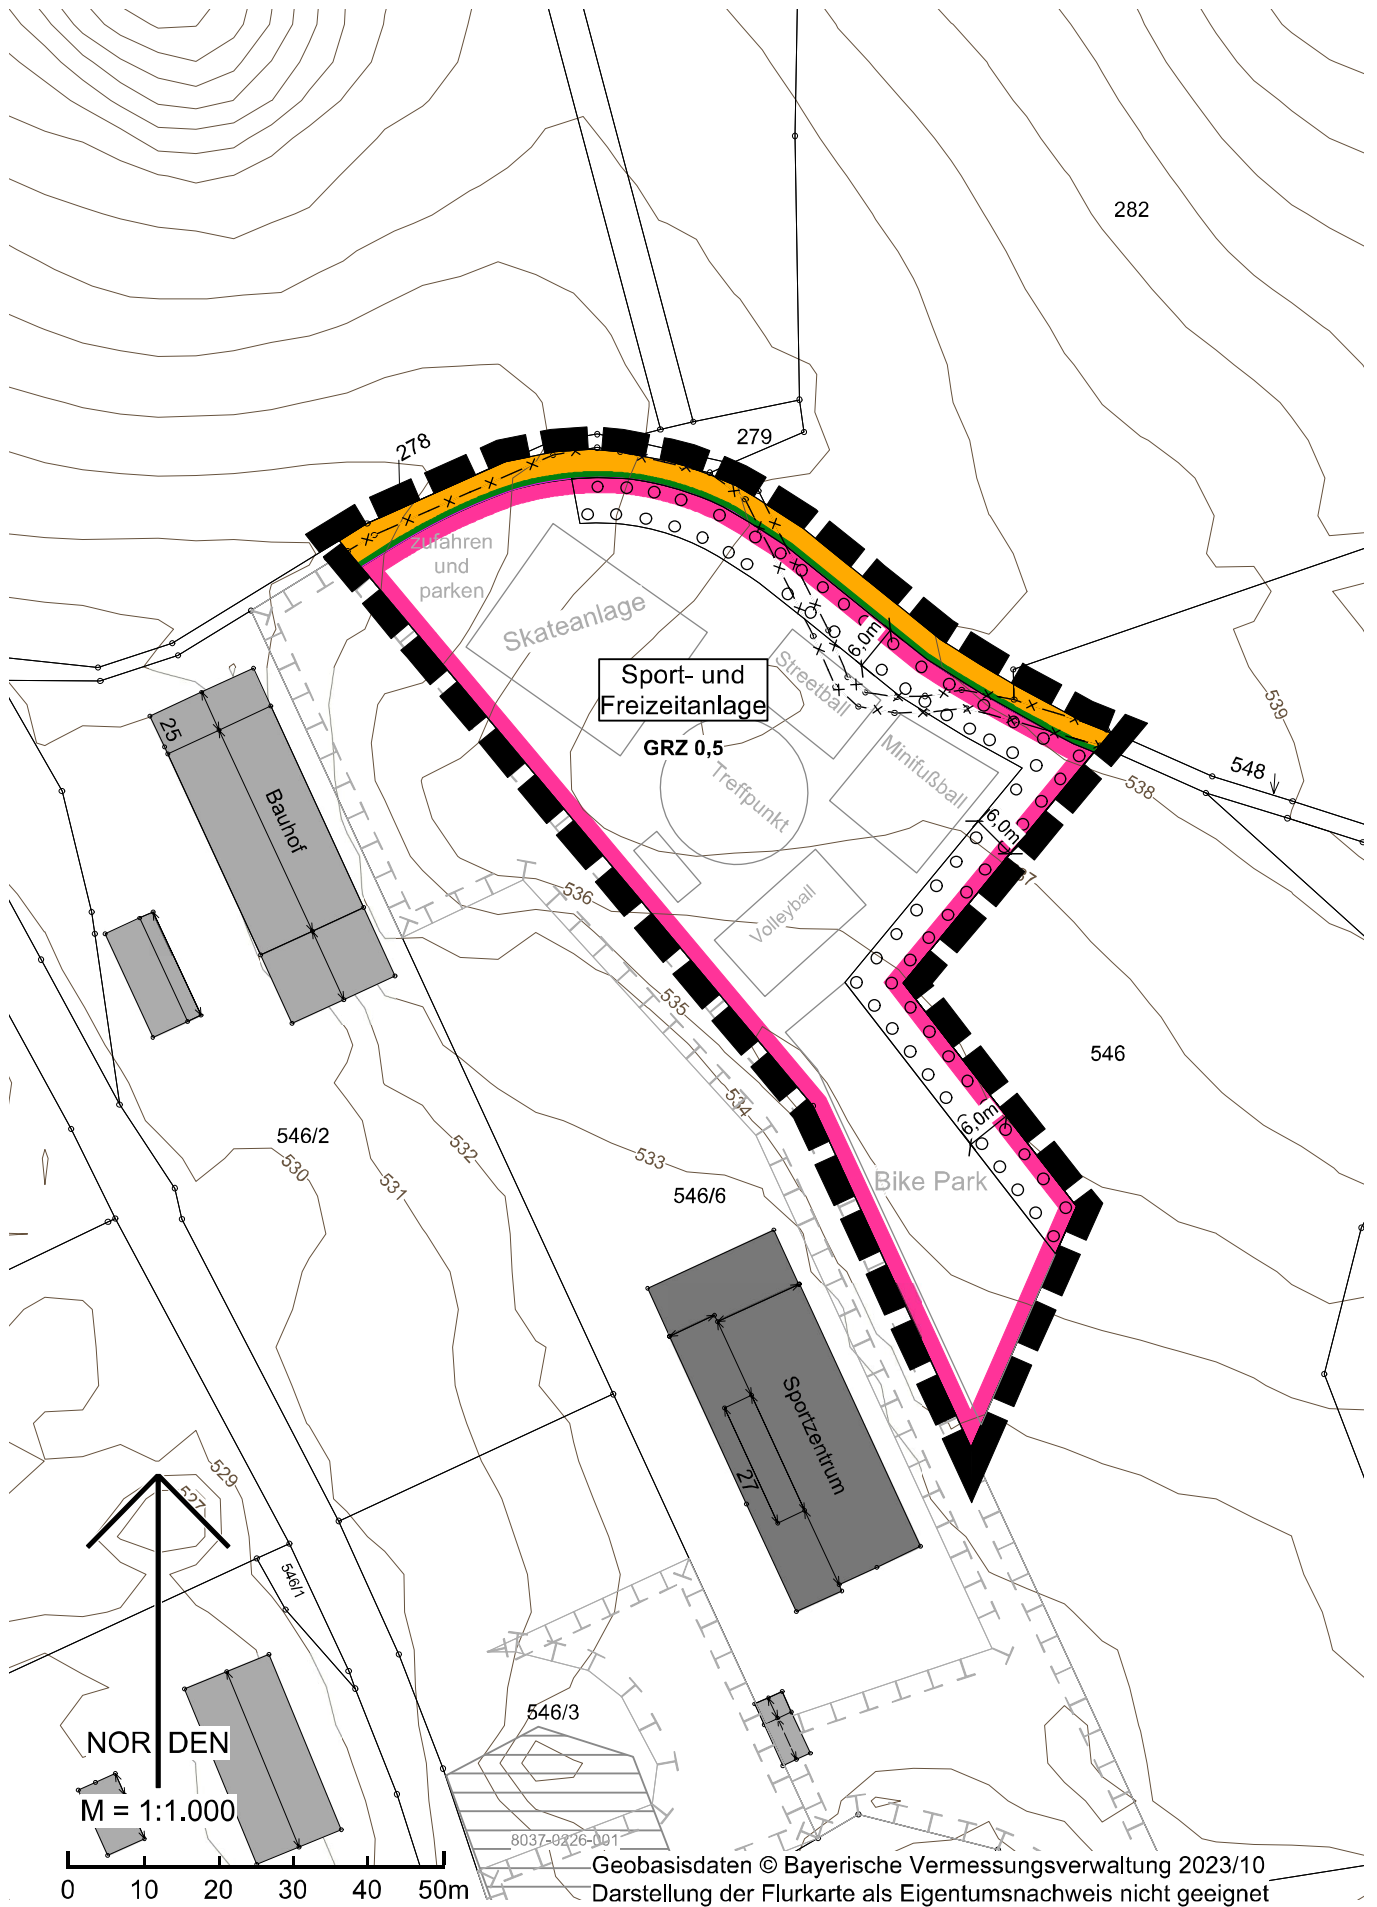 282
279
278
zufahren
und
parken
Skateanlage
6,0m
Streetball
Sport- und
Freizeitanlage
GRZ 0,5
Minifußball
Treffpunkt
539
548
538
25
Bauhof
6,0m
37
536
Volleyball
535
546
534
6,0m
546/2
532
533
530
531
546/6
Bike Park
Sportzentrum
27
529
527
546/1
546/3
NORDEN
M = 1:1.000
8037-0226-001
0 10 20 30 40 50m
Geobasisdaten © Bayerische Vermessungsverwaltung 2023/10
Darstellung der Flurkarte als Eigentumsnachweis nicht geeignet